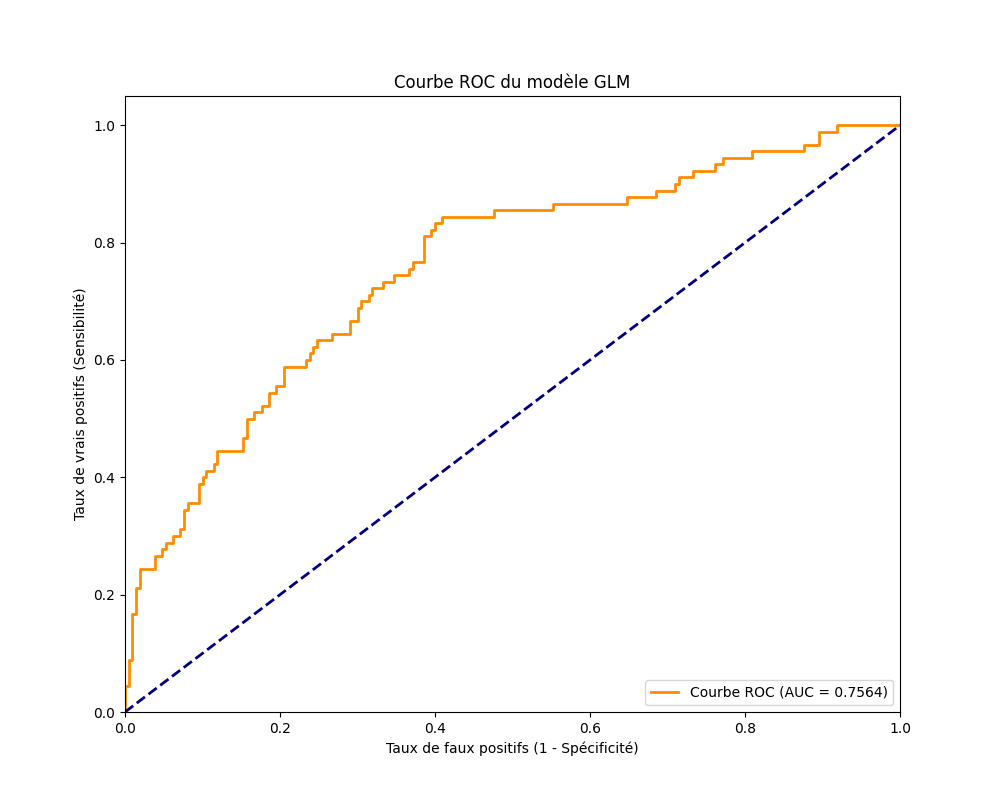 Courbe ROC du modèle GLM
Taux de vrais positifs (Sensibilité)
1.0
0.8
0.6
0.4
0.2
0.0
0.0 0.2 0.4 0.6 0.8 1.0
Taux de faux positifs (1 - Spécificité)
Courbe ROC (AUC = 0.7564)